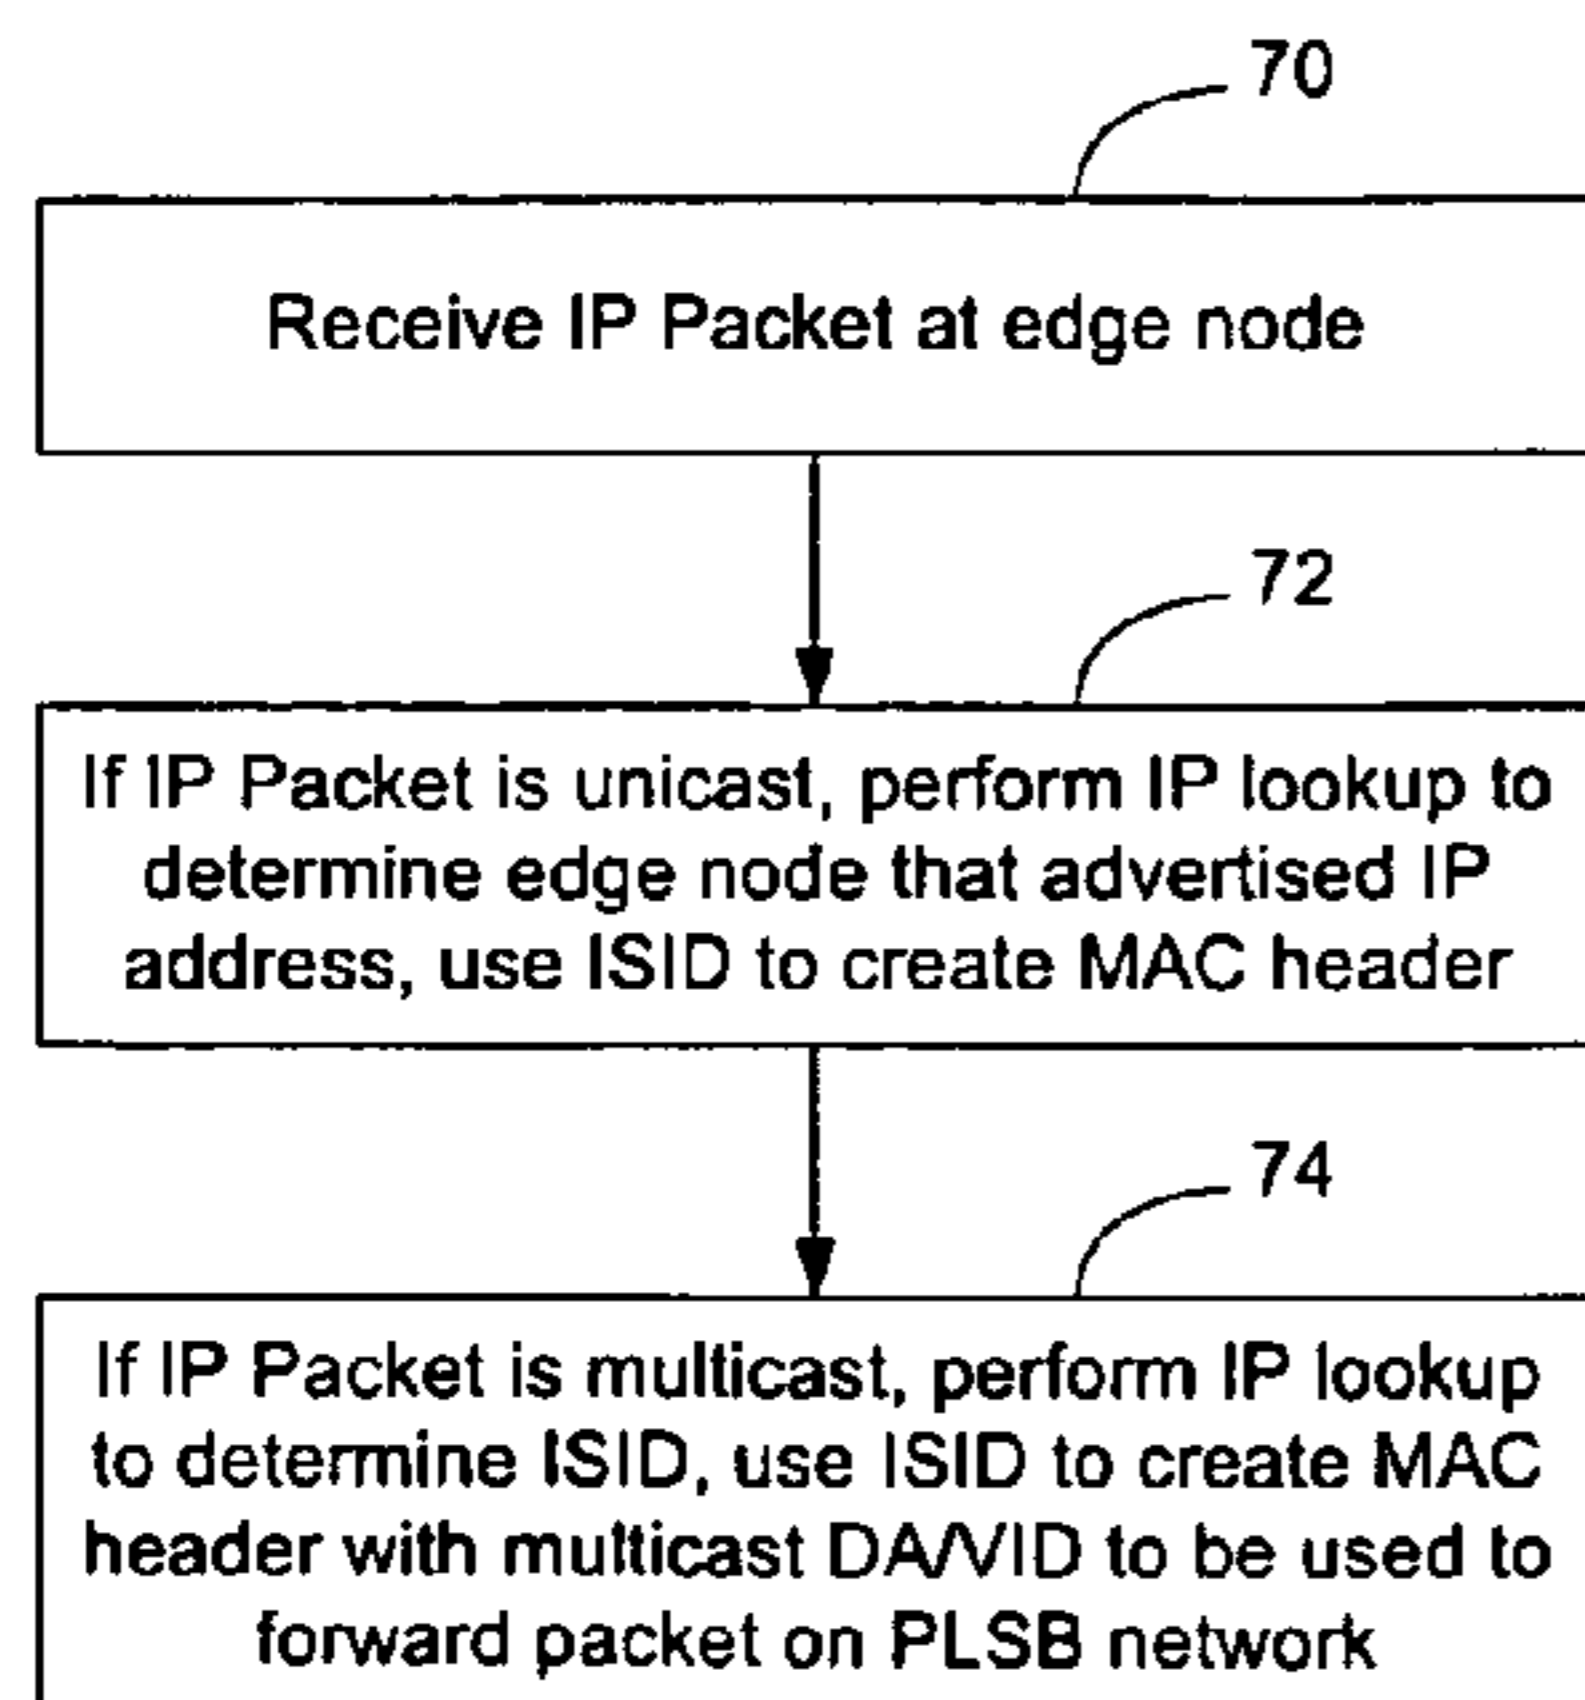 70
Receive IP Packet at edge node
72
If IP Packet is unicast, perform IP lookup to
determine edge node that advertised IP
address, use ISID to create MAC header
74
If IP Packet is multicast, perform IP lookup
to determine ISID, use ISID to create MAC
header with multicast DA/VID to be used to
forward packet on PLSB network